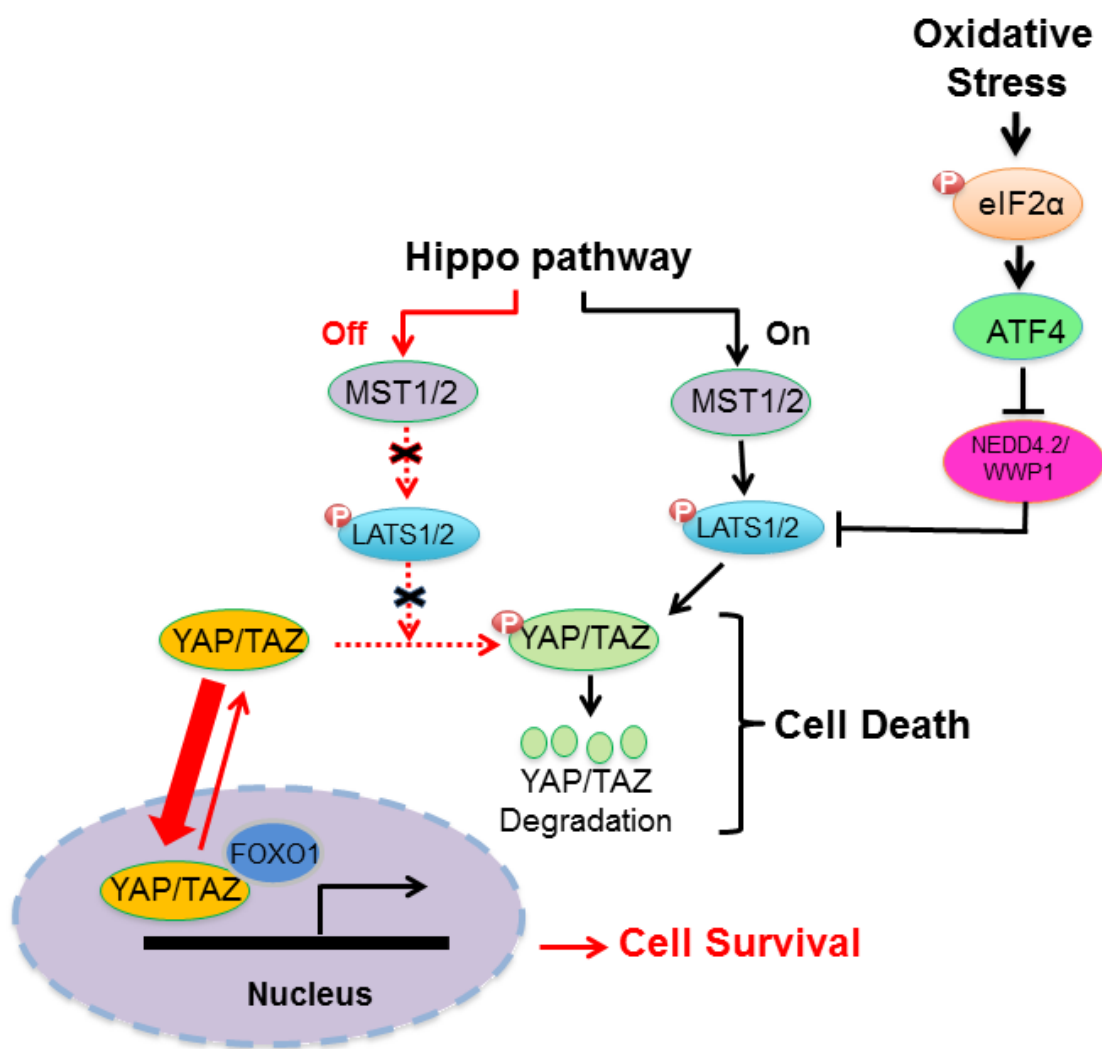 Oxidative
Stress
P
eIF2α
ATF4
NEDD4.2/
WWP1
Hippo pathway
Off
On
MST1/2
MST1/2
P
LATS1/2
P
LATS1/2
YAP/TAZ
P
YAP/TAZ
YAP/TAZ
Degradation
Cell Death
FOXO1
YAP/TAZ
Nucleus
Cell Survival